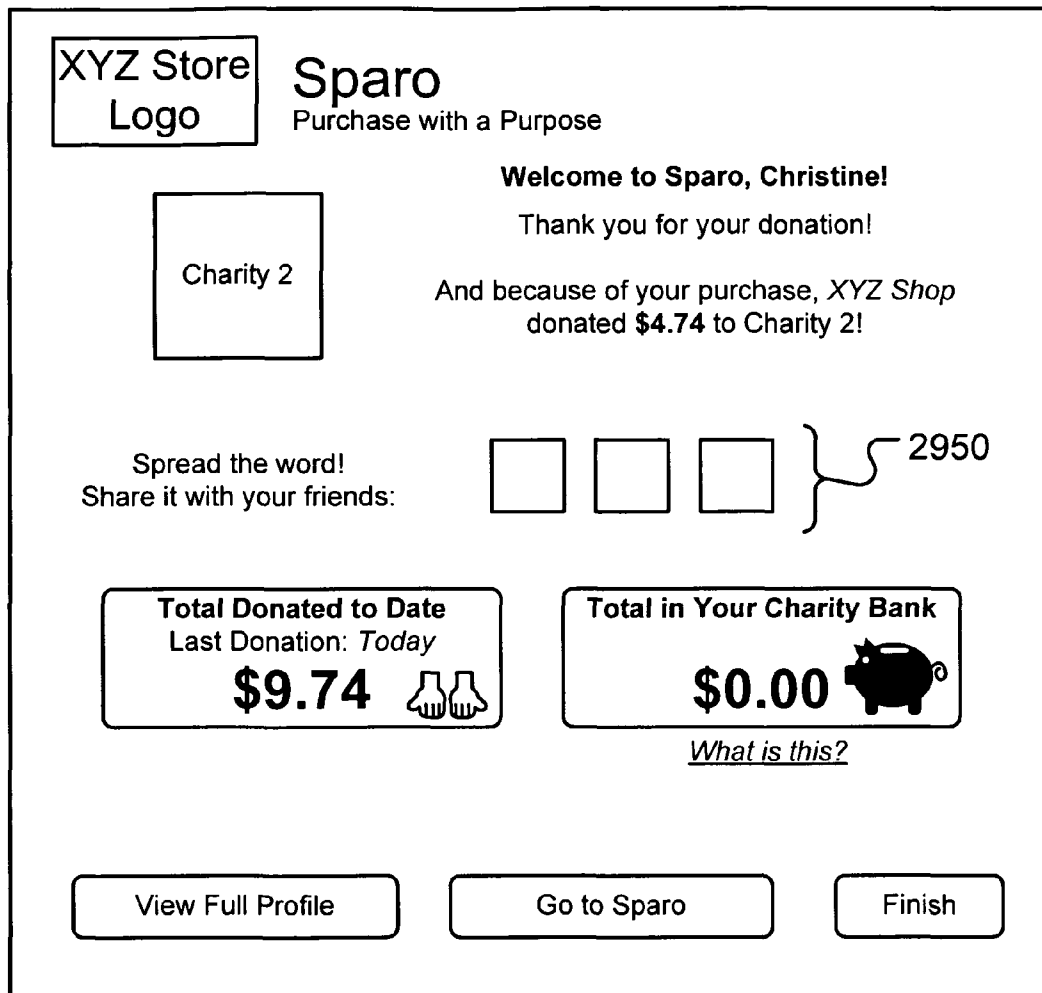 XYZ Store
Logo
Sparo
Purchase with a Purpose
Welcome to Sparo, Christine!
Thank you for your donation!
Charity 2
And because of your purchase, XYZ Shop
donated $4.74 to Charity 2!
Spread the word!
Share it with your friends:
2950
Total Donated to Date
Last Donation: Today
$9.74
Total in Your Charity Bank
$0.00
What is this?
View Full Profile
Go to Sparo
Finish